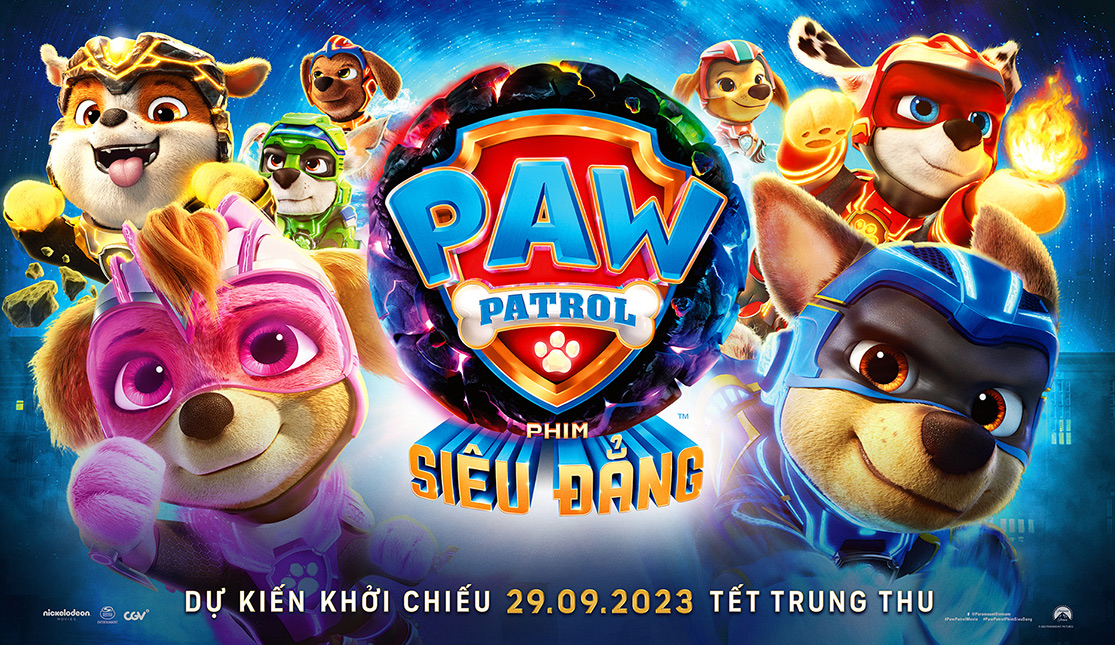 PAW
PATROL
TM
PHIM
SIÊU ĐẲNG
DỰ KIẾN KHỞI CHIẾU 29.09.2023 TẾT TRUNG THU
nickelodeon
MOVIES
CGV
@ParamountVietnam
#PawPatrolMovie #PawPatrolPhimSieuDang